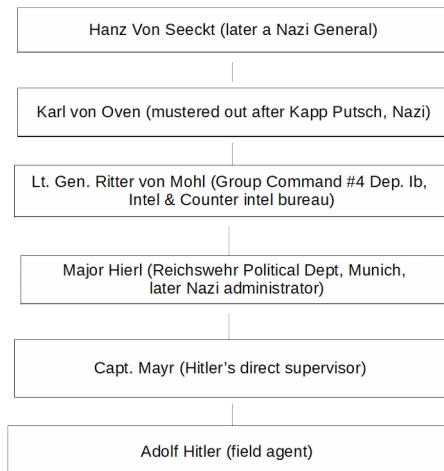 Hanz Von Seeckt (later a Nazi General)
Karl von Oven (mustered out after Kapp Putsch, Nazi)
Lt. Gen. Ritter von Mohl (Group Command #4 Dep. Ib,
Intel & Counter intel bureau)
Major Hierl (Reichswehr Political Dept, Munich,
later Nazi administrator)
Capt. Mayr (Hitler’s direct supervisor)
Adolf Hitler (field agent)